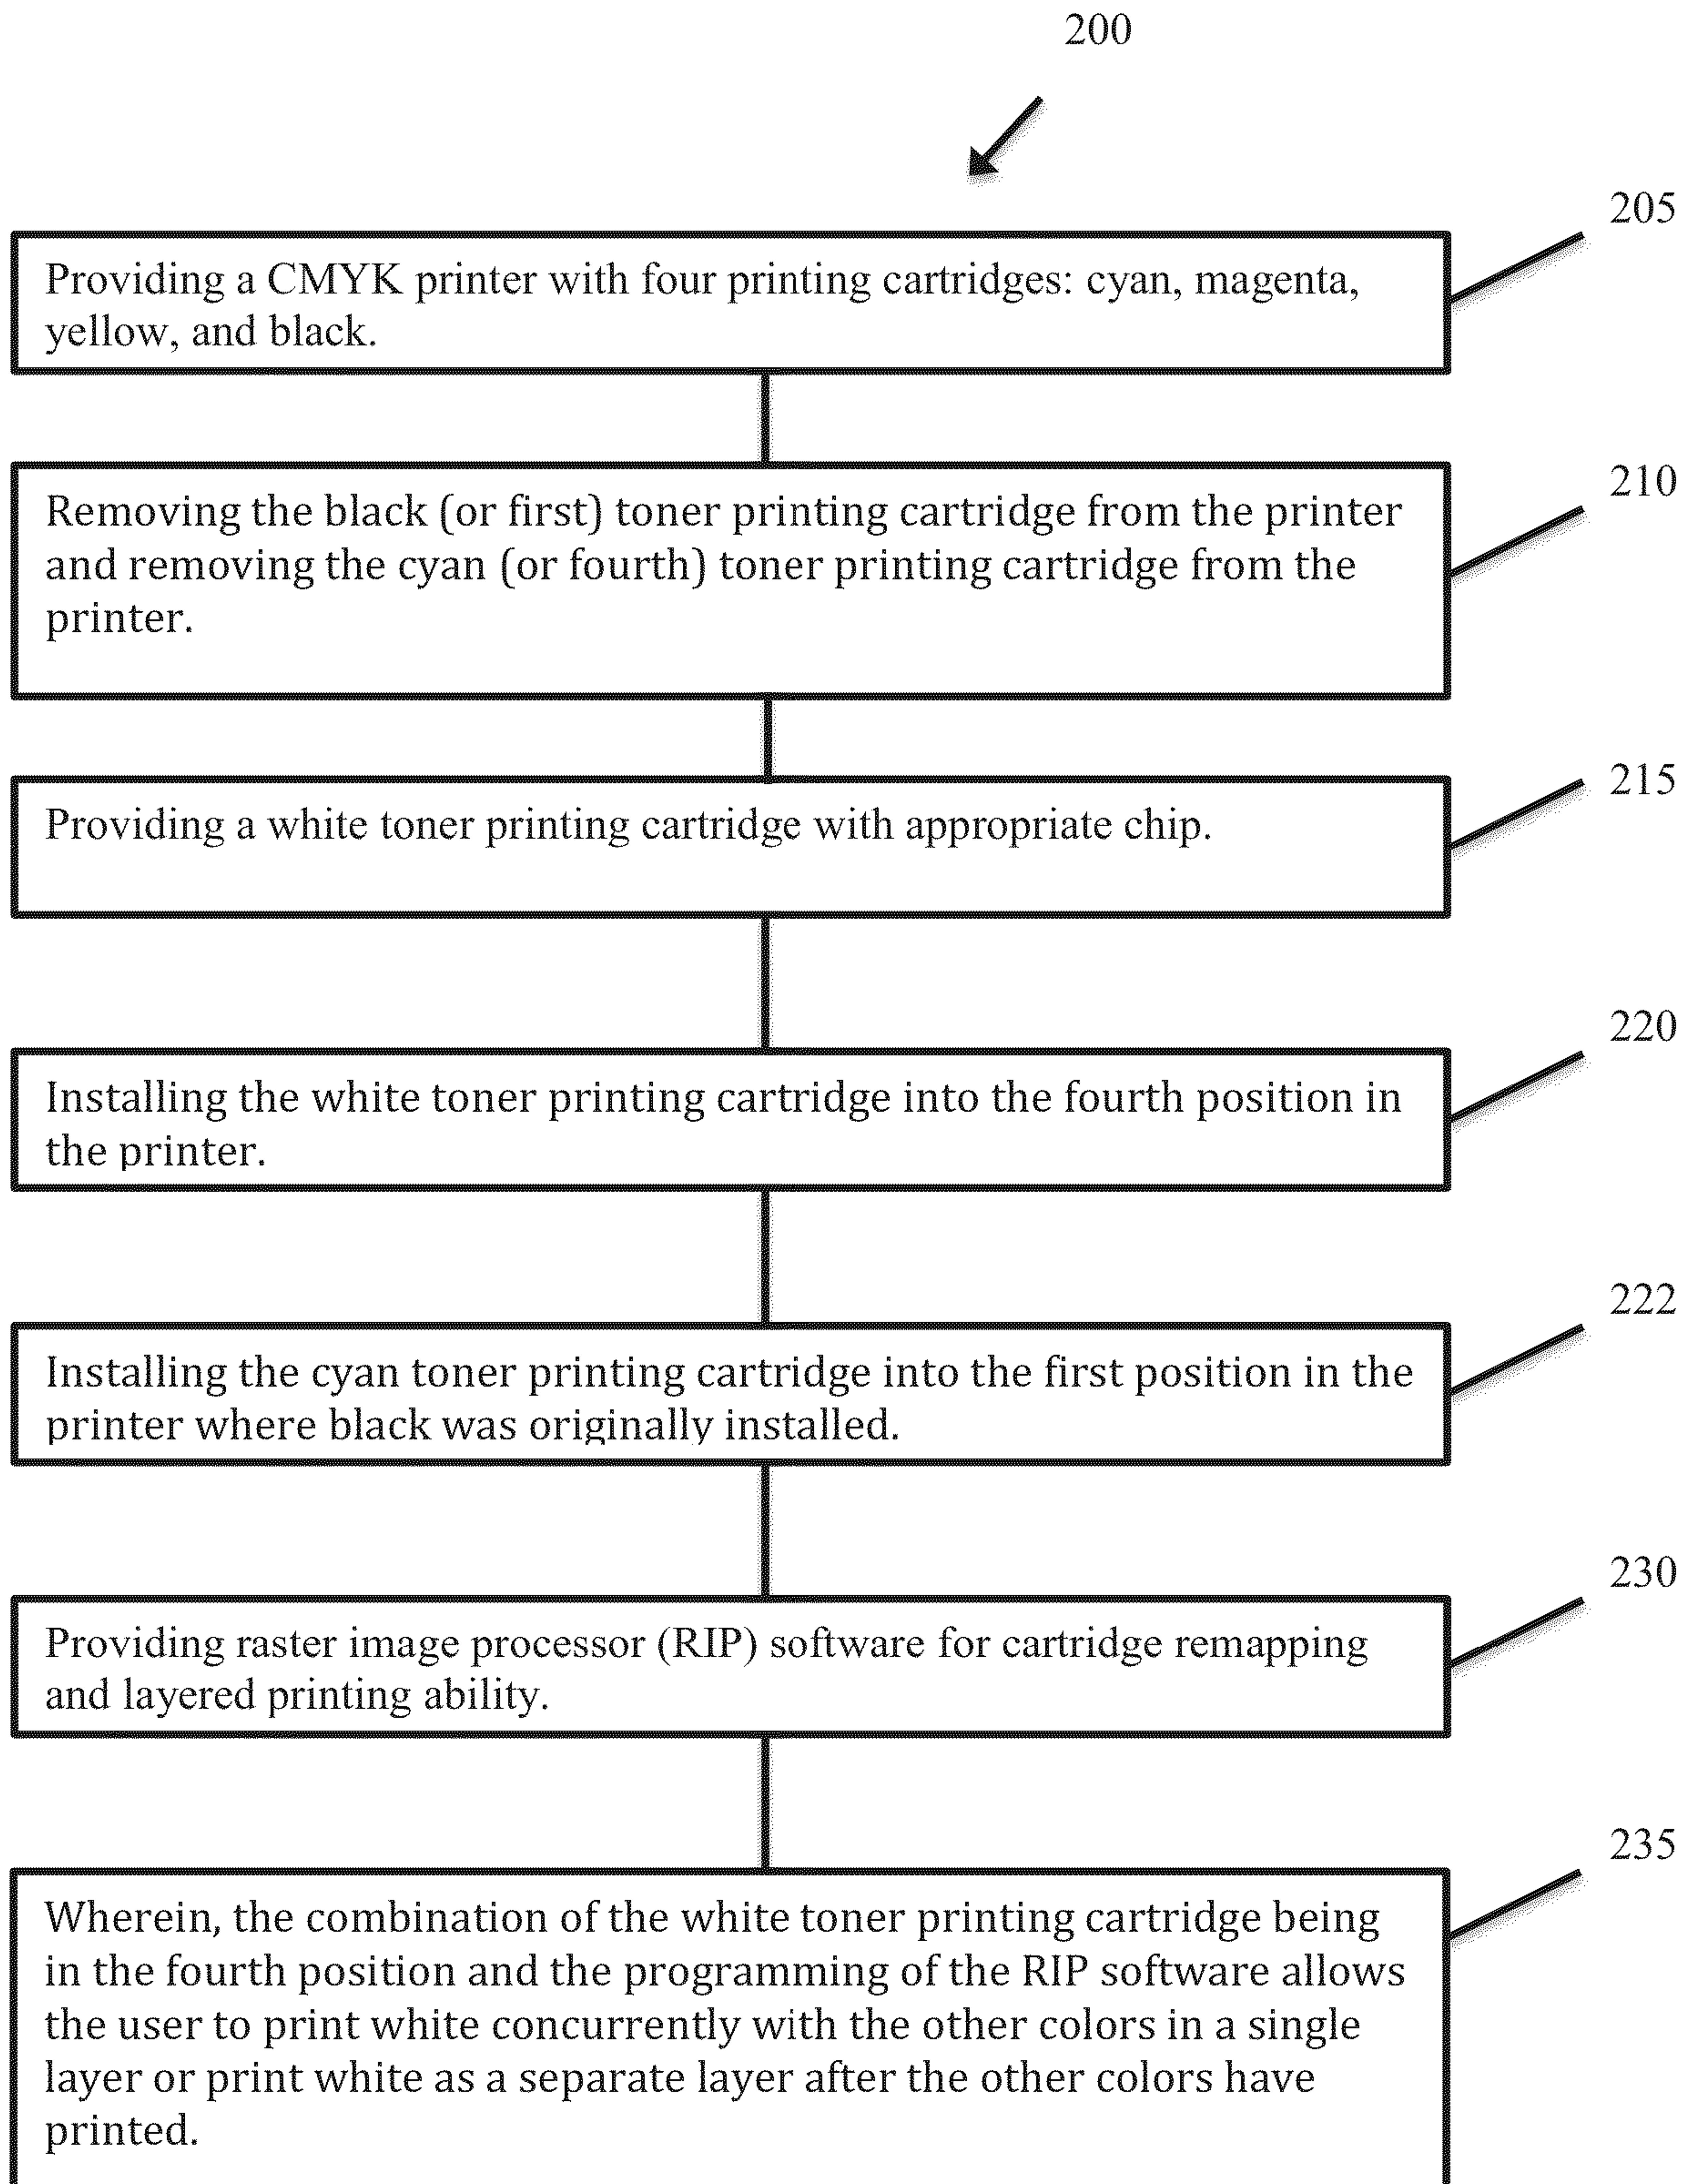 200
205
Providing a CMYK printer with four printing cartridges: cyan, magenta,
yellow, and black.
210
Removing the black (or first) toner printing cartridge from the printer
and removing the cyan (or fourth) toner printing cartridge from the
printer.
215
Providing a white toner printing cartridge with appropriate chip.
220
Installing the white toner printing cartridge into the fourth position in
the printer.
222
Installing the cyan toner printing cartridge into the first position in the
printer where black was originally installed.
230
Providing raster image processor (RIP) software for cartridge remapping
and layered printing ability.
235
Wherein, the combination of the white toner printing cartridge being
in the fourth position and the programming of the RIP software allows
the user to print white concurrently with the other colors in a single
layer or print white as a separate layer after the other colors have
printed.